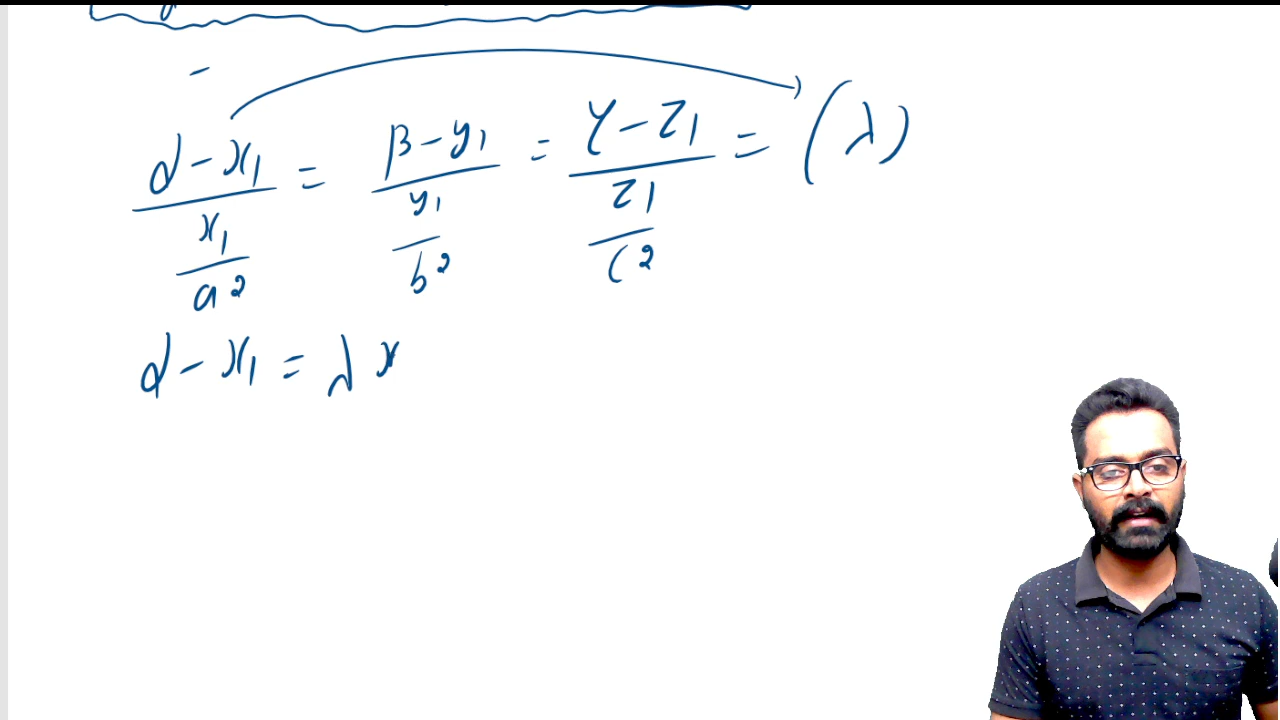 (α - x₁)/(x₁/a²) = (β - y₁)/(y₁/b²) = (γ - z₁)/(z₁/c²) = (λ)
α - x₁ = λ x